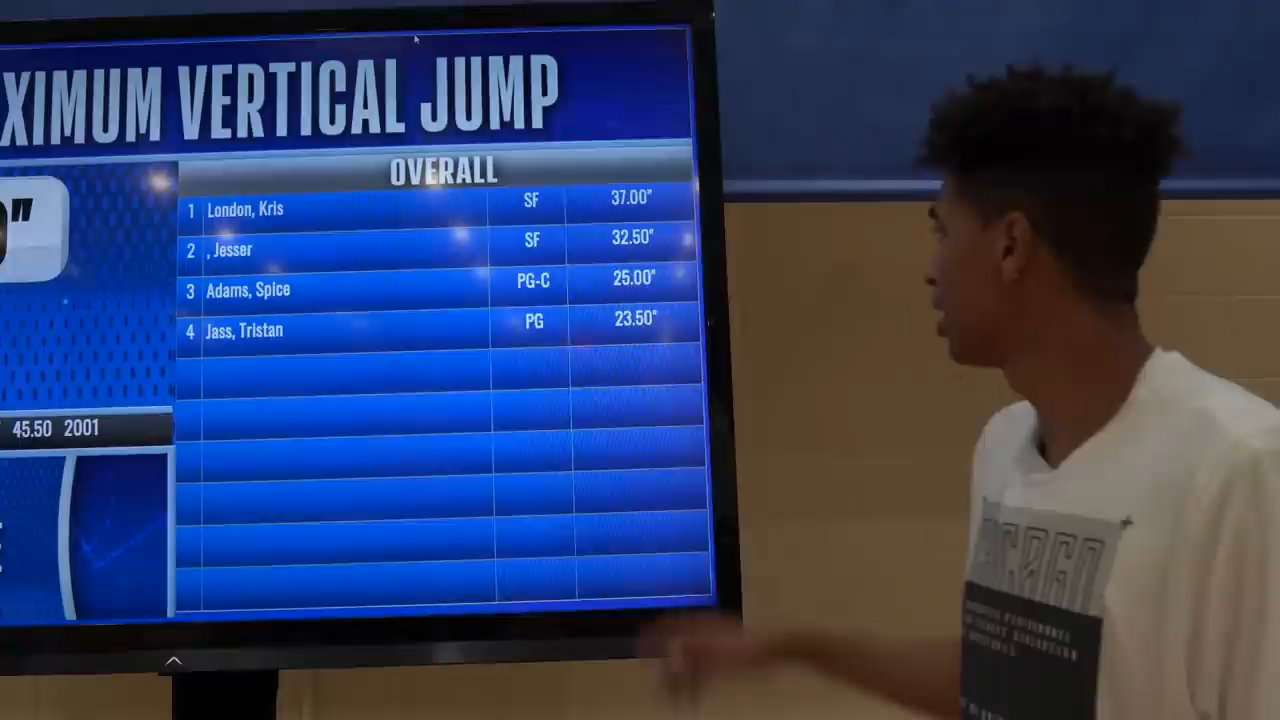 XIMUM VERTICAL JUMP
OVERALL
1 London, Kris SF 37.00"
2 , Jesser SF 32.50"
3 Adams, Spice PG-C 25.00"
4 Jass, Tristan PG 23.50"
45.50 2001